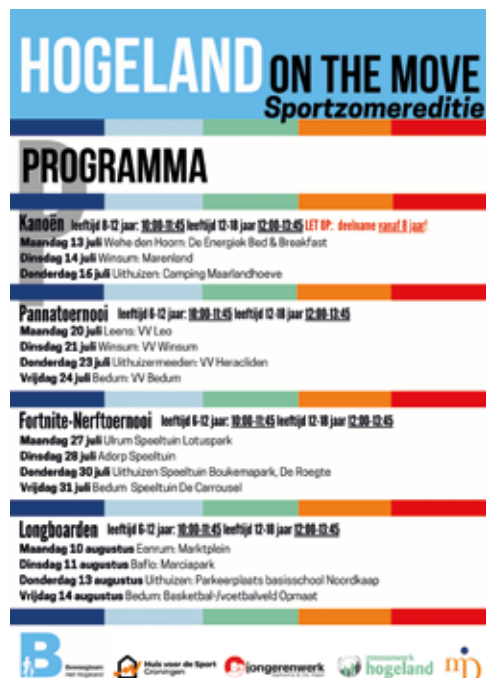 HOGELAND ON THE MOVE
Sportzomereditie
PROGRAMMA
Kanoën leeftijd 6-12 jaar: 10:00-11:45 leeftijd 12-18 jaar 12:00-13:45 LET OP: deelname vanaf 8 jaar!
Maandag 13 juli Wehe den Hoorn: De Energiek Bed & Breakfast
Dinsdag 14 juli Winsum: Marenland
Donderdag 16 juli Uithuizen: Camping Maarlandhoeve
Pannatoernooi leeftijd 6-12 jaar: 10:00-11:45 leeftijd 12-18 jaar 12:00-13:45
Maandag 20 juli Leens: VV Leo
Dinsdag 21 juli Winsum: VV Winsum
Donderdag 23 juli Uithuizermeeden: VV Heracliden
Vrijdag 24 juli Bedum: VV Bedum
Fortnite-Nerftoernooi leeftijd 6-12 jaar: 10:00-11:45 leeftijd 12-18 jaar 12:00-13:45
Maandag 27 juli Ulrum Speeltuin Lotuspark
Dinsdag 28 juli Adorp Speeltuin
Donderdag 30 juli Uithuizen Speeltuin Boukemapark, De Roegte
Vrijdag 31 juli Bedum Speeltuin De Carrousel
Longboarden leeftijd 6-12 jaar: 10:00-11:45 leeftijd 12-18 jaar 12:00-13:45
Maandag 10 augustus Eenrum: Marktplein
Dinsdag 11 augustus Baflo: Marciapark
Donderdag 13 augustus Uithuizen: Parkeerplaats basisschool Noordkaap
Vrijdag 14 augustus Bedum: Basketbal-/voetbalveld Opmaat
B
Het Hogeland
Huis voor de Sport
Groningen
jongerenwerk
hogeland